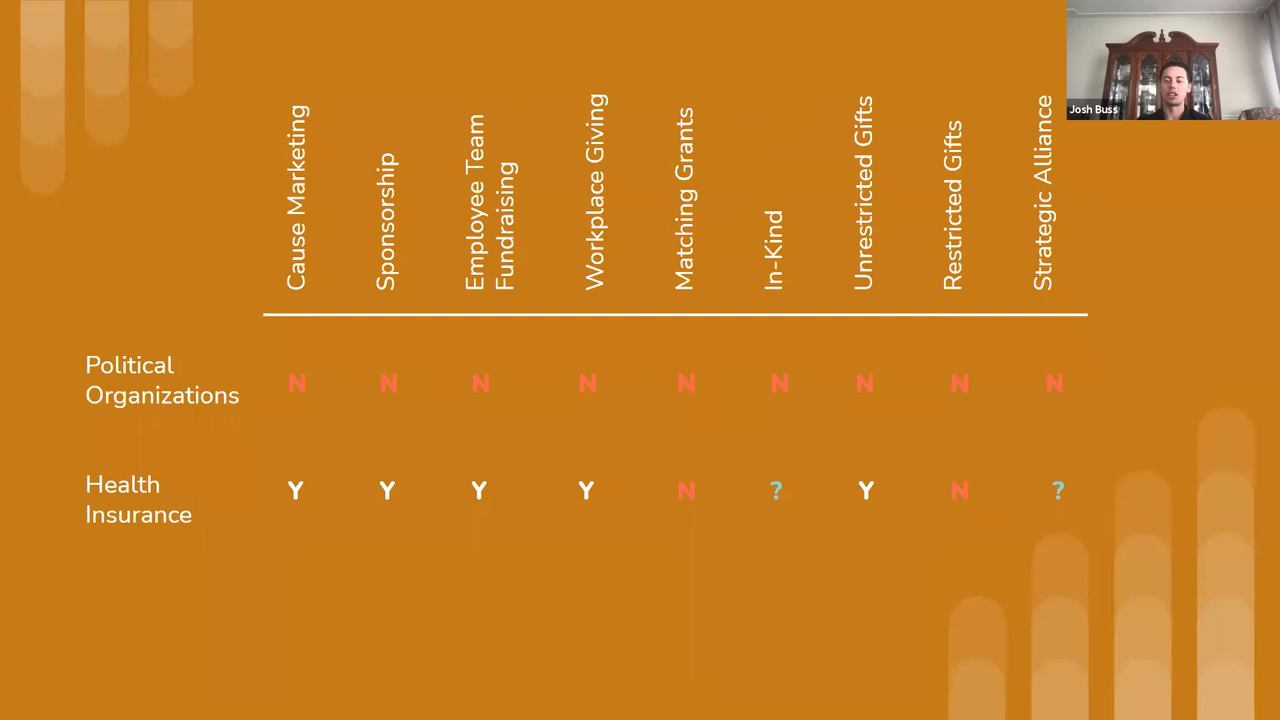 Josh Buss
Cause Marketing
Sponsorship
Employee Team
Fundraising
Workplace Giving
Matching Grants
In-Kind
Unrestricted Gifts
Restricted Gifts
Strategic Alliance
Political
Organizations
N N N N N N N N N
Health
Insurance
Y Y Y Y N ? Y N ?